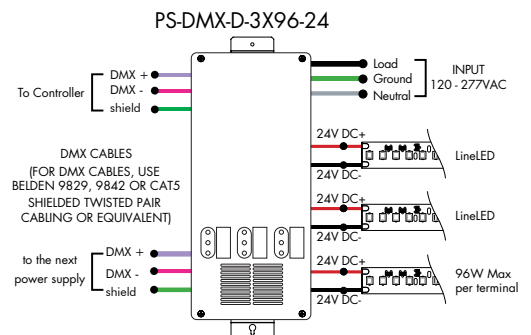 PS-DMX-D-3X96-24
To Controller
DMX +
DMX -
shield
Load
Ground
Neutral
INPUT
120 - 277VAC
DMX CABLES
(FOR DMX CABLES, USE
BELDEN 9829, 9842 OR CAT5
SHIELDED TWISTED PAIR
CABLING OR EQUIVALENT)
24V DC+
24V DC-
LineLED
24V DC+
24V DC-
LineLED
to the next
power supply
DMX +
DMX -
shield
24V DC+
24V DC-
96W Max
per terminal